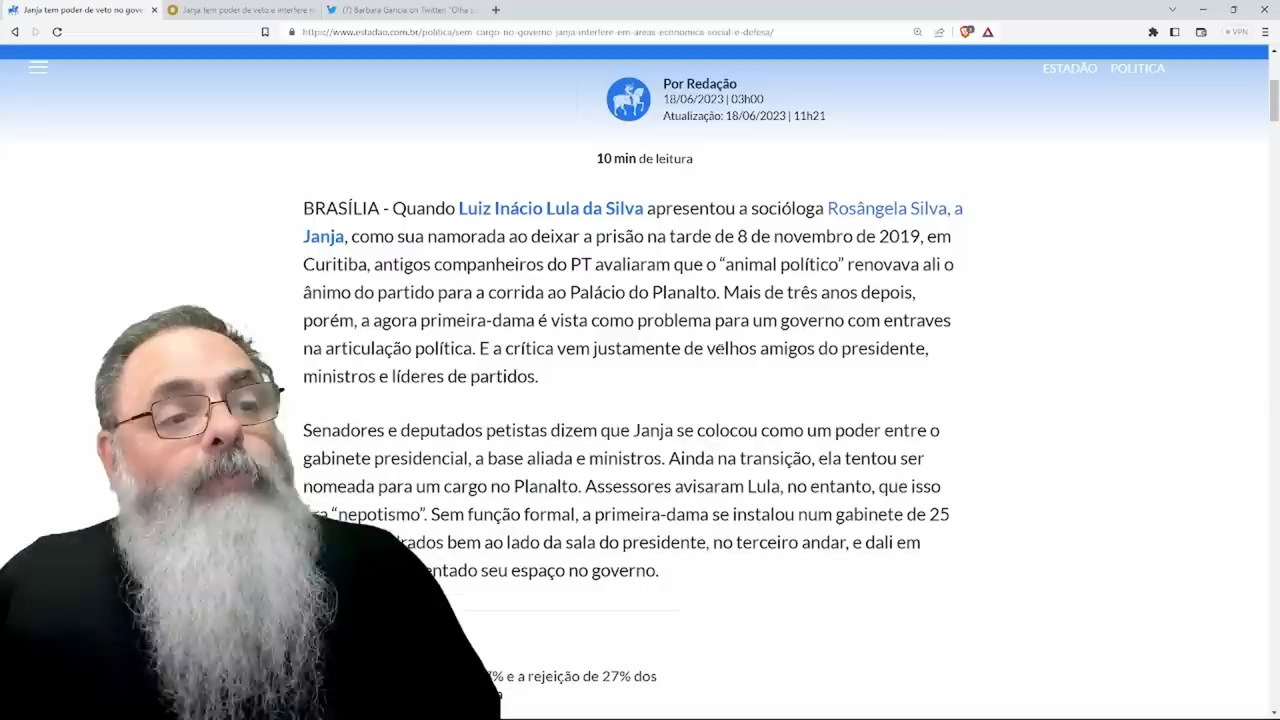 Janja tem poder de veto no gove
Janja tem poder de veto e interfere n
(7) Barbara Gancia on Twitter: "Olha s
https://www.estadao.com.br/politica/sem-cargo-no-governo-janja-interfere-em-areas-economica-social-e-defesa/
VPN
ESTADÃO POLÍTICA
Por Redação
18/06/2023 | 03h00
Atualização: 18/06/2023 | 11h21
10 min de leitura
BRASÍLIA - Quando Luiz Inácio Lula da Silva apresentou a socióloga Rosângela Silva, a
Janja, como sua namorada ao deixar a prisão na tarde de 8 de novembro de 2019, em
Curitiba, antigos companheiros do PT avaliaram que o “animal político” renovava ali o
ânimo do partido para a corrida ao Palácio do Planalto. Mais de três anos depois,
porém, a agora primeira-dama é vista como problema para um governo com entraves
na articulação política. E a crítica vem justamente de velhos amigos do presidente,
ministros e líderes de partidos.
Senadores e deputados petistas dizem que Janja se colocou como um poder entre o
gabinete presidencial, a base aliada e ministros. Ainda na transição, ela tentou ser
nomeada para um cargo no Planalto. Assessores avisaram Lula, no entanto, que isso
“nepotismo”. Sem função formal, a primeira-dama se instalou num gabinete de 25
bem ao lado da sala do presidente, no terceiro andar, e dali em
seu espaço no governo.
% e a rejeição de 27% dos